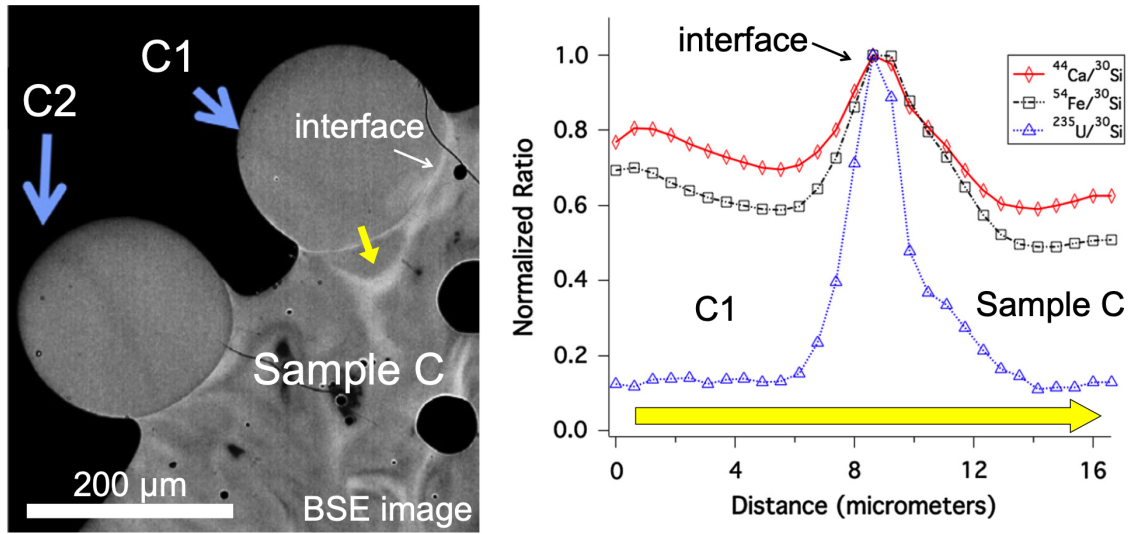 C1
C2
interface
Sample C
200 µm
BSE image
interface
⁴⁴Ca/³⁰Si
⁵⁴Fe/³⁰Si
²³⁵U/³⁰Si
Normalized Ratio
1.0
0.8
0.6
0.4
0.2
0.0
C1
Sample C
0
4
8
12
16
Distance (micrometers)